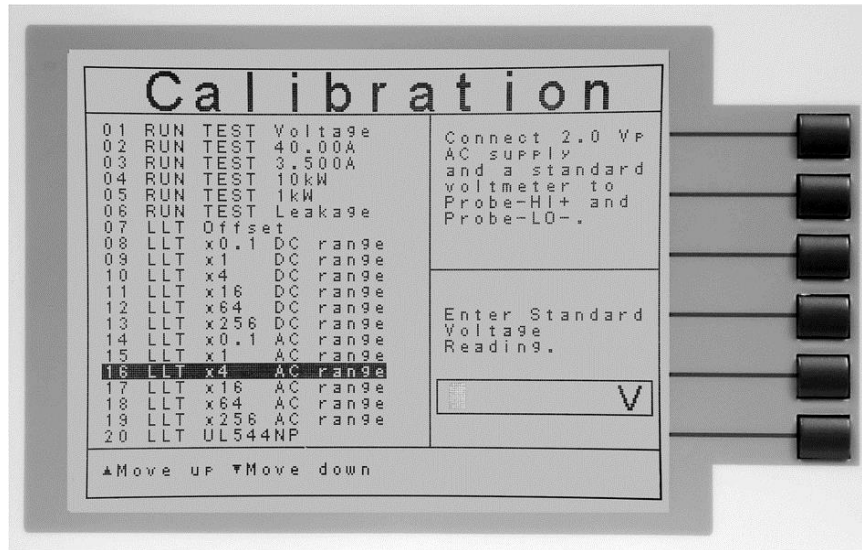 Calibration
01 RUN TEST Voltage
02 RUN TEST 40.00A
03 RUN TEST 3.500A
04 RUN TEST 10kW
05 RUN TEST 1kW
06 RUN TEST Leakage
07 LLT Offset
08 LLT x0.1 DC range
09 LLT x1 DC range
10 LLT x4 DC range
11 LLT x16 DC range
12 LLT x64 DC range
13 LLT x256 DC range
14 LLT x0.1 AC range
15 LLT x1 AC range
16 LLT x4 AC range
17 LLT x16 AC range
18 LLT x64 AC range
19 LLT x256 AC range
20 LLT UL544NP
Connect 2.0 Vp
AC supply
and a standard
voltmeter to
Probe-HI+ and
Probe-LO-.
Enter Standard
Voltage
Reading.
V
▲Move up ▼Move down